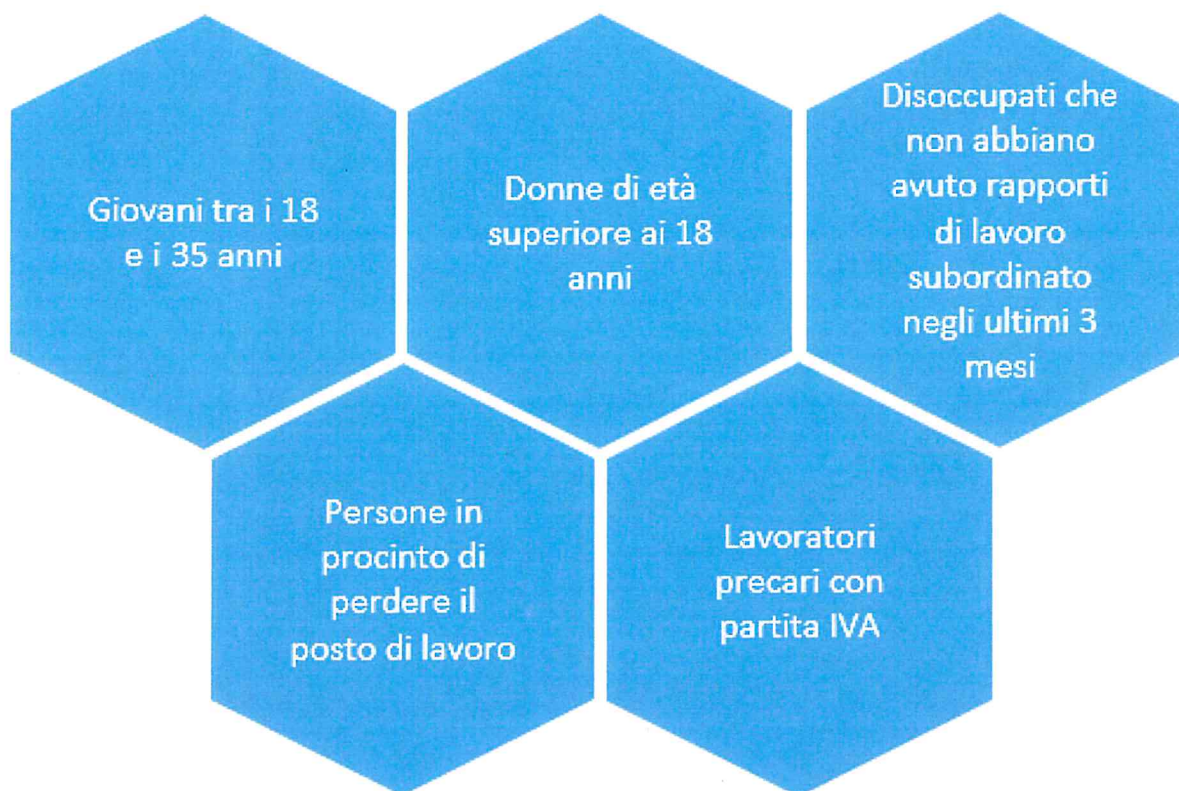 Giovani tra i 18
e i 35 anni
Donne di età
superiore ai 18
anni
Disoccupati che
non abbiano
avuto rapporti
di lavoro
subordinato
negli ultimi 3
mesi
Persone in
procinto di
perdere il
posto di lavoro
Lavoratori
precari con
partita IVA